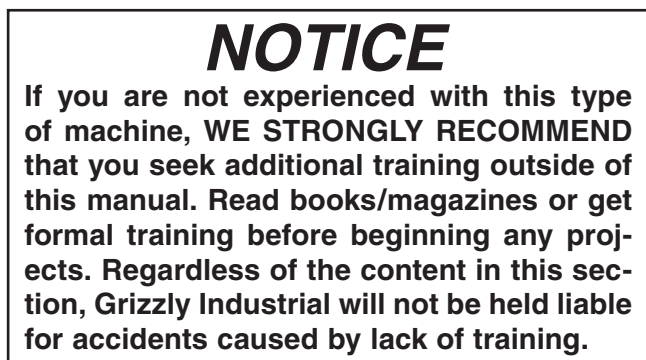 NOTICE
If you are not experienced with this type
of machine, WE STRONGLY RECOMMEND
that you seek additional training outside of
this manual. Read books/magazines or get
formal training before beginning any proj-
ects. Regardless of the content in this sec-
tion, Grizzly Industrial will not be held liable
for accidents caused by lack of training.